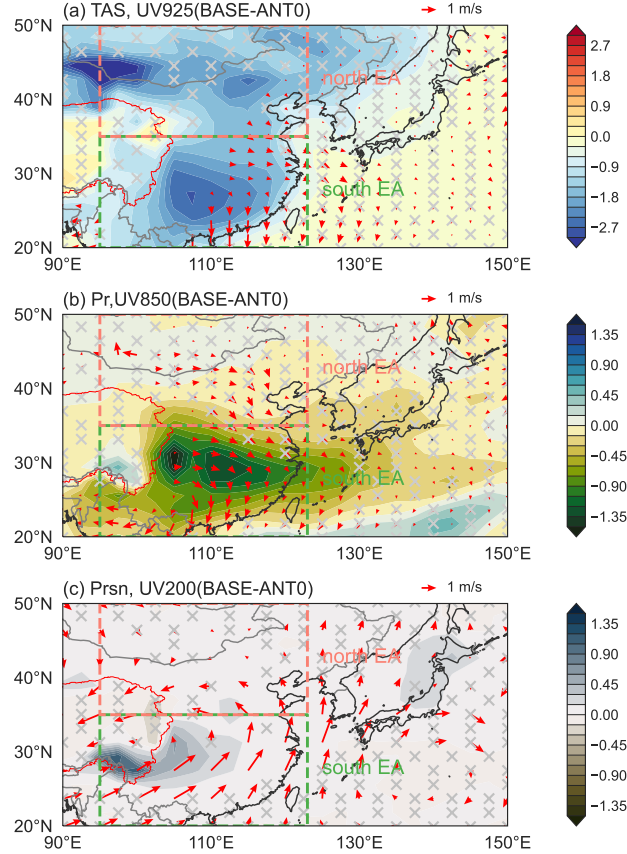 (a) TAS, UV925(BASE-ANT0)
1 m/s
50°N
40°N
30°N
20°N
north EA
south EA
90°E
110°E
130°E
150°E
2.7
1.8
0.9
0.0
−0.9
−1.8
−2.7
(b) Pr,UV850(BASE-ANT0)
1 m/s
50°N
40°N
30°N
20°N
north EA
south EA
90°E
110°E
130°E
150°E
1.35
0.90
0.45
0.00
−0.45
−0.90
−1.35
(c) Prsn, UV200(BASE-ANT0)
1 m/s
50°N
40°N
30°N
20°N
north EA
south EA
90°E
110°E
130°E
150°E
1.35
0.90
0.45
0.00
−0.45
−0.90
−1.35